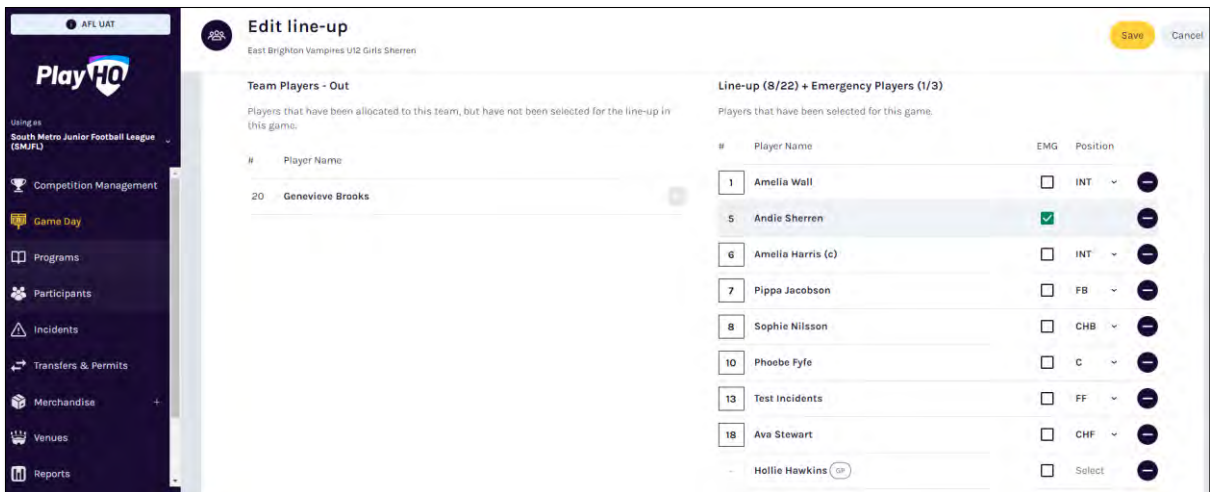 AFL UAT
PlayHQ
Using as
South Metro Junior Football League
(SMJFL)
Competition Management
Game Day
Programs
Participants
Incidents
Transfers & Permits
Merchandise +
Venues
Reports
Edit line-up
East Brighton Vampires U12 Girls Sherren
Save Cancel
Team Players - Out
Players that have been allocated to this team, but have not been selected for the line-up in
this game.
# Player Name
20 Genevieve Brooks
Line-up (8/22) + Emergency Players (1/3)
Players that have been selected for this game.
# Player Name EMG Position
1 Amelia Wall INT
5 Andie Sherren
6 Amelia Harris (c) INT
7 Pippa Jacobson FB
8 Sophie Nilsson CHB
10 Phoebe Fyfe C
13 Test Incidents FF
18 Ava Stewart CHF
- Hollie Hawkins GP Select